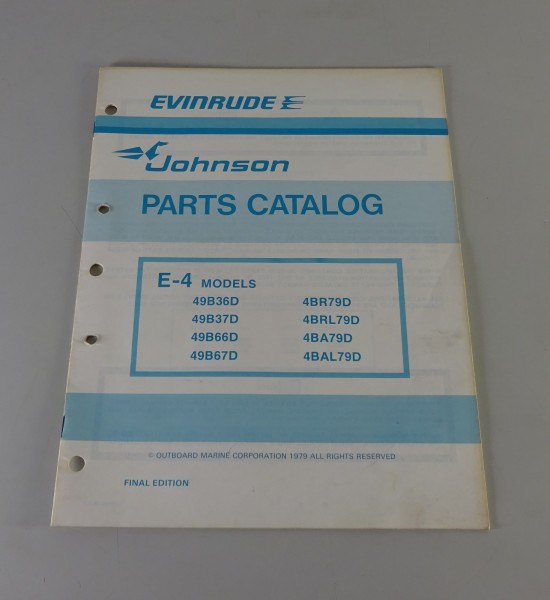 EVINRUDE
Johnson
PARTS CATALOG
E-4 MODELS
49B36D 4BR79D
49B37D 4BRL79D
49B66D 4BA79D
49B67D 4BAL79D
© OUTBOARD MARINE CORPORATION 1979 ALL RIGHTS RESERVED
FINAL EDITION